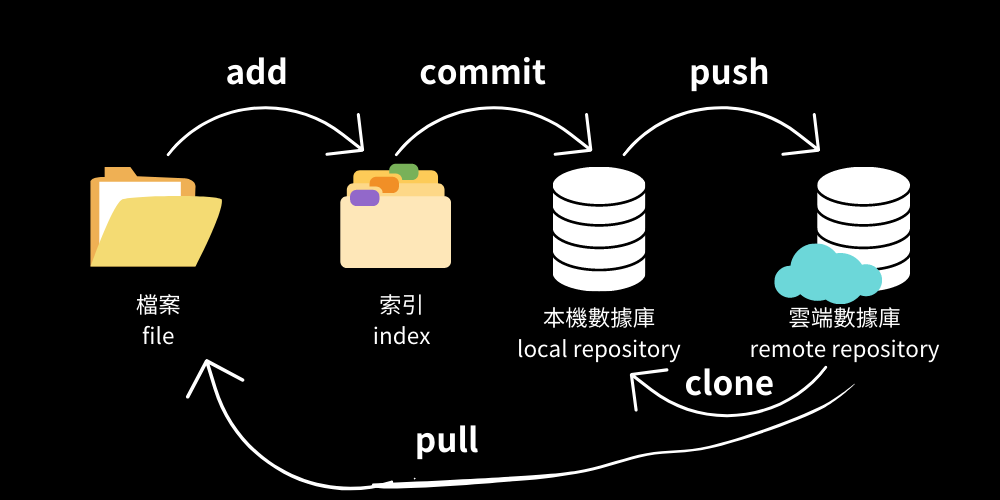 add
commit
push
檔案
file
索引
index
本機數據庫
local repository
雲端數據庫
remote repository
clone
pull